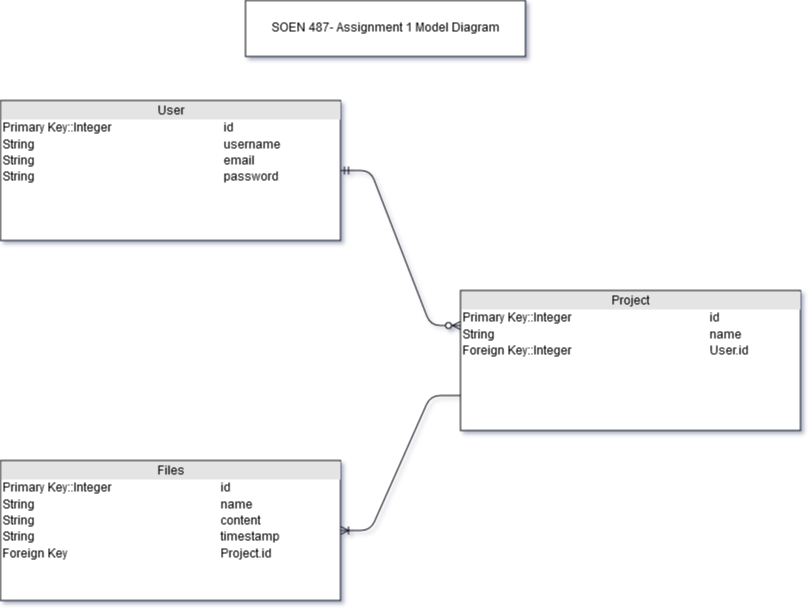 SOEN 487- Assignment 1 Model Diagram
User
Primary Key::Integer id
String username
String email
String password
Project
Primary Key::Integer id
String name
Foreign Key::Integer User.id
Files
Primary Key::Integer id
String name
String content
String timestamp
Foreign Key Project.id